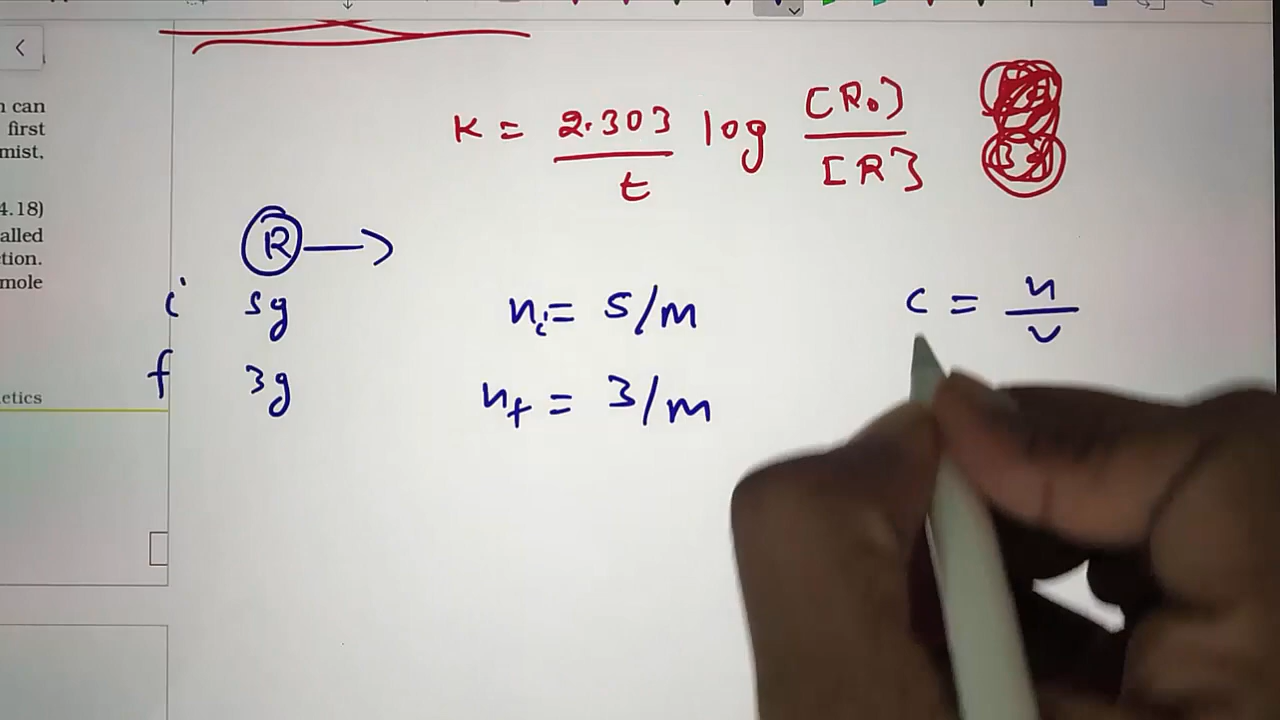 n can
first
mist,
4.18)
alled
tion.
mole
etics
K = 2.303 / t log [R₀] / [R]
R →
i 5g nᵢ = 5/m c = n / v
f 3g n_f = 3/m